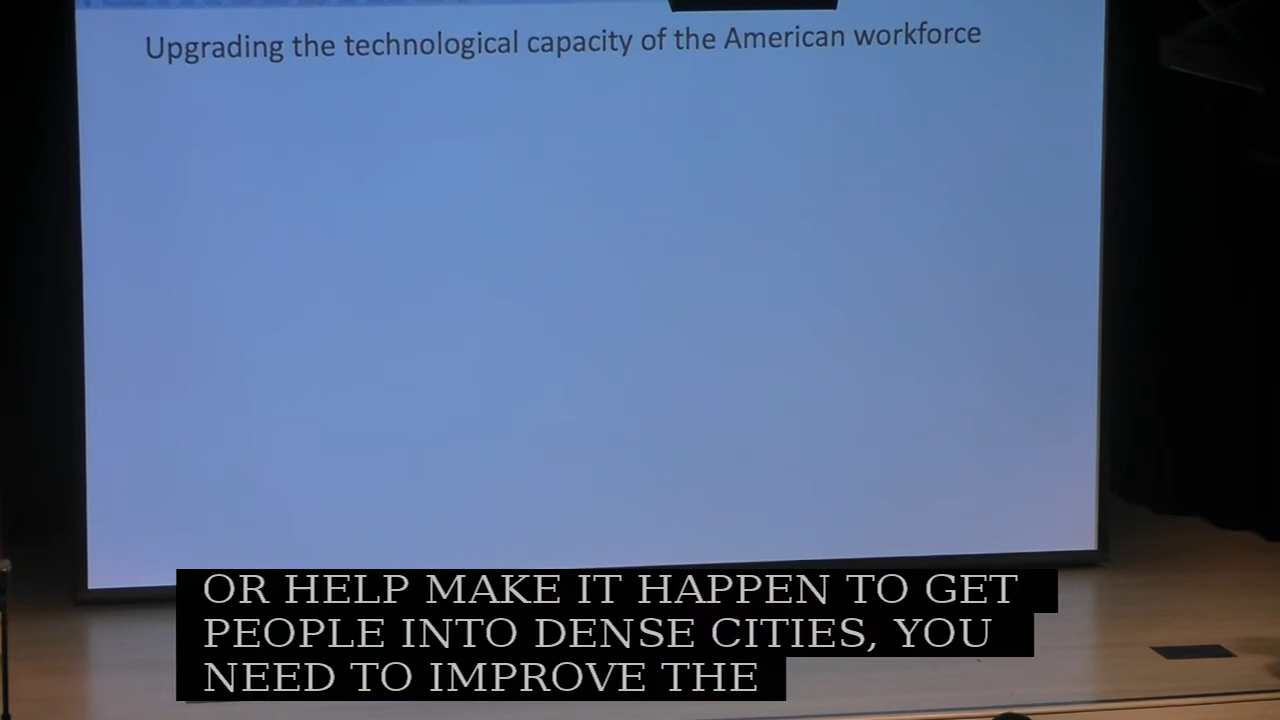 Upgrading the technological capacity of the American workforce
OR HELP MAKE IT HAPPEN TO GET
PEOPLE INTO DENSE CITIES, YOU
NEED TO IMPROVE THE